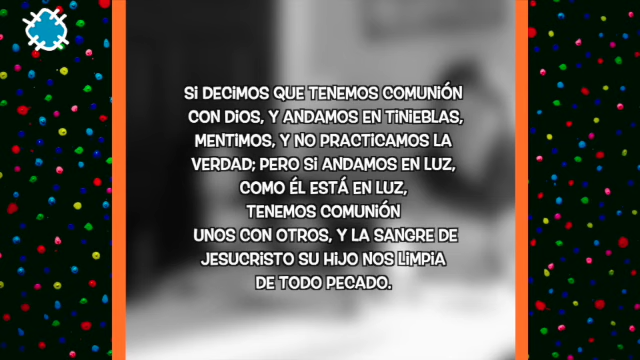 Si decimos que tenemos comunión
con Dios, y andamos en tinieblas,
mentimos, y no practicamos la
verdad; pero si andamos en luz,
como Él está en luz,
tenemos comunión
unos con otros, y la sangre de
Jesucristo su Hijo nos limpia
de todo pecado.